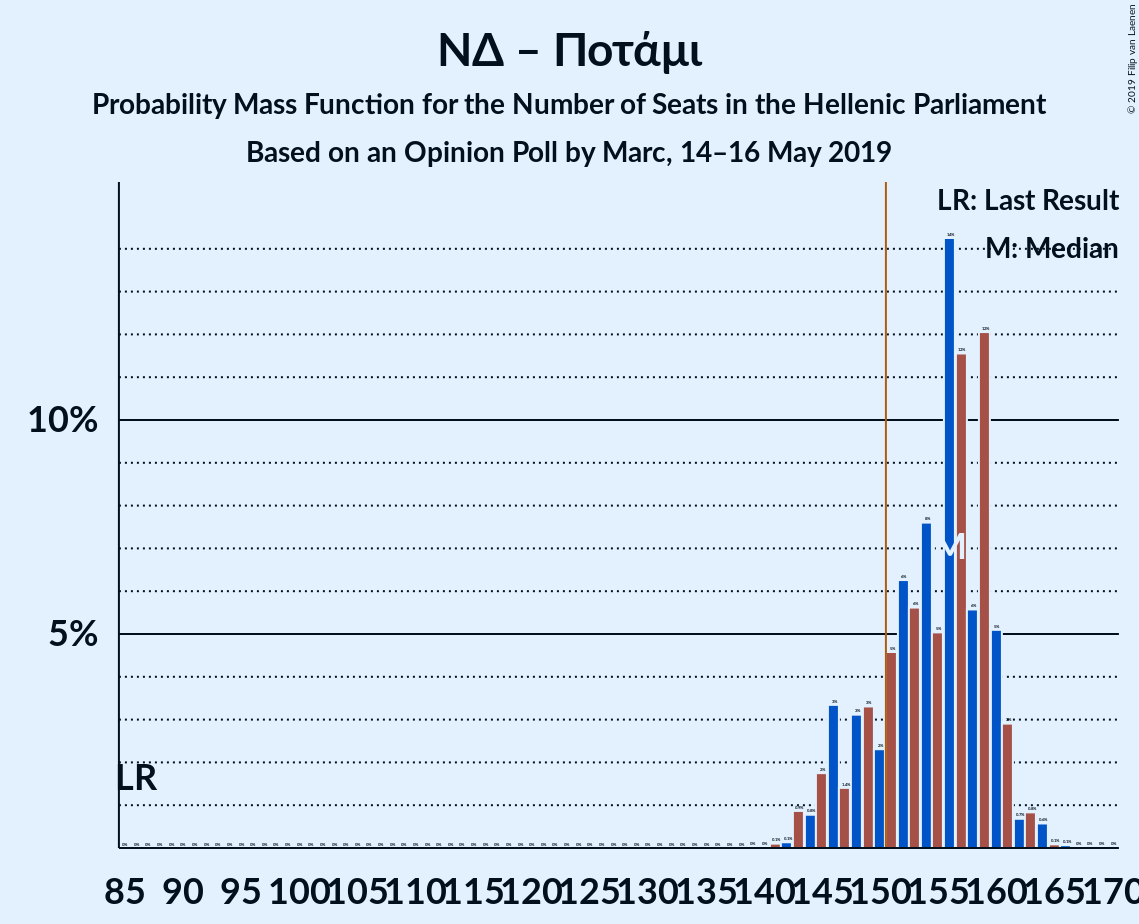 ΝΔ – Ποτάμι
Probability Mass Function for the Number of Seats in the Hellenic Parliament
Based on an Opinion Poll by Marc, 14–16 May 2019
© 2019 Filip van Laenen
LR: Last Result
M: Median
10%
5%
LR
M
85 90 95 100 105 110 115 120 125 130 135 140 145 150 155 160 165 170